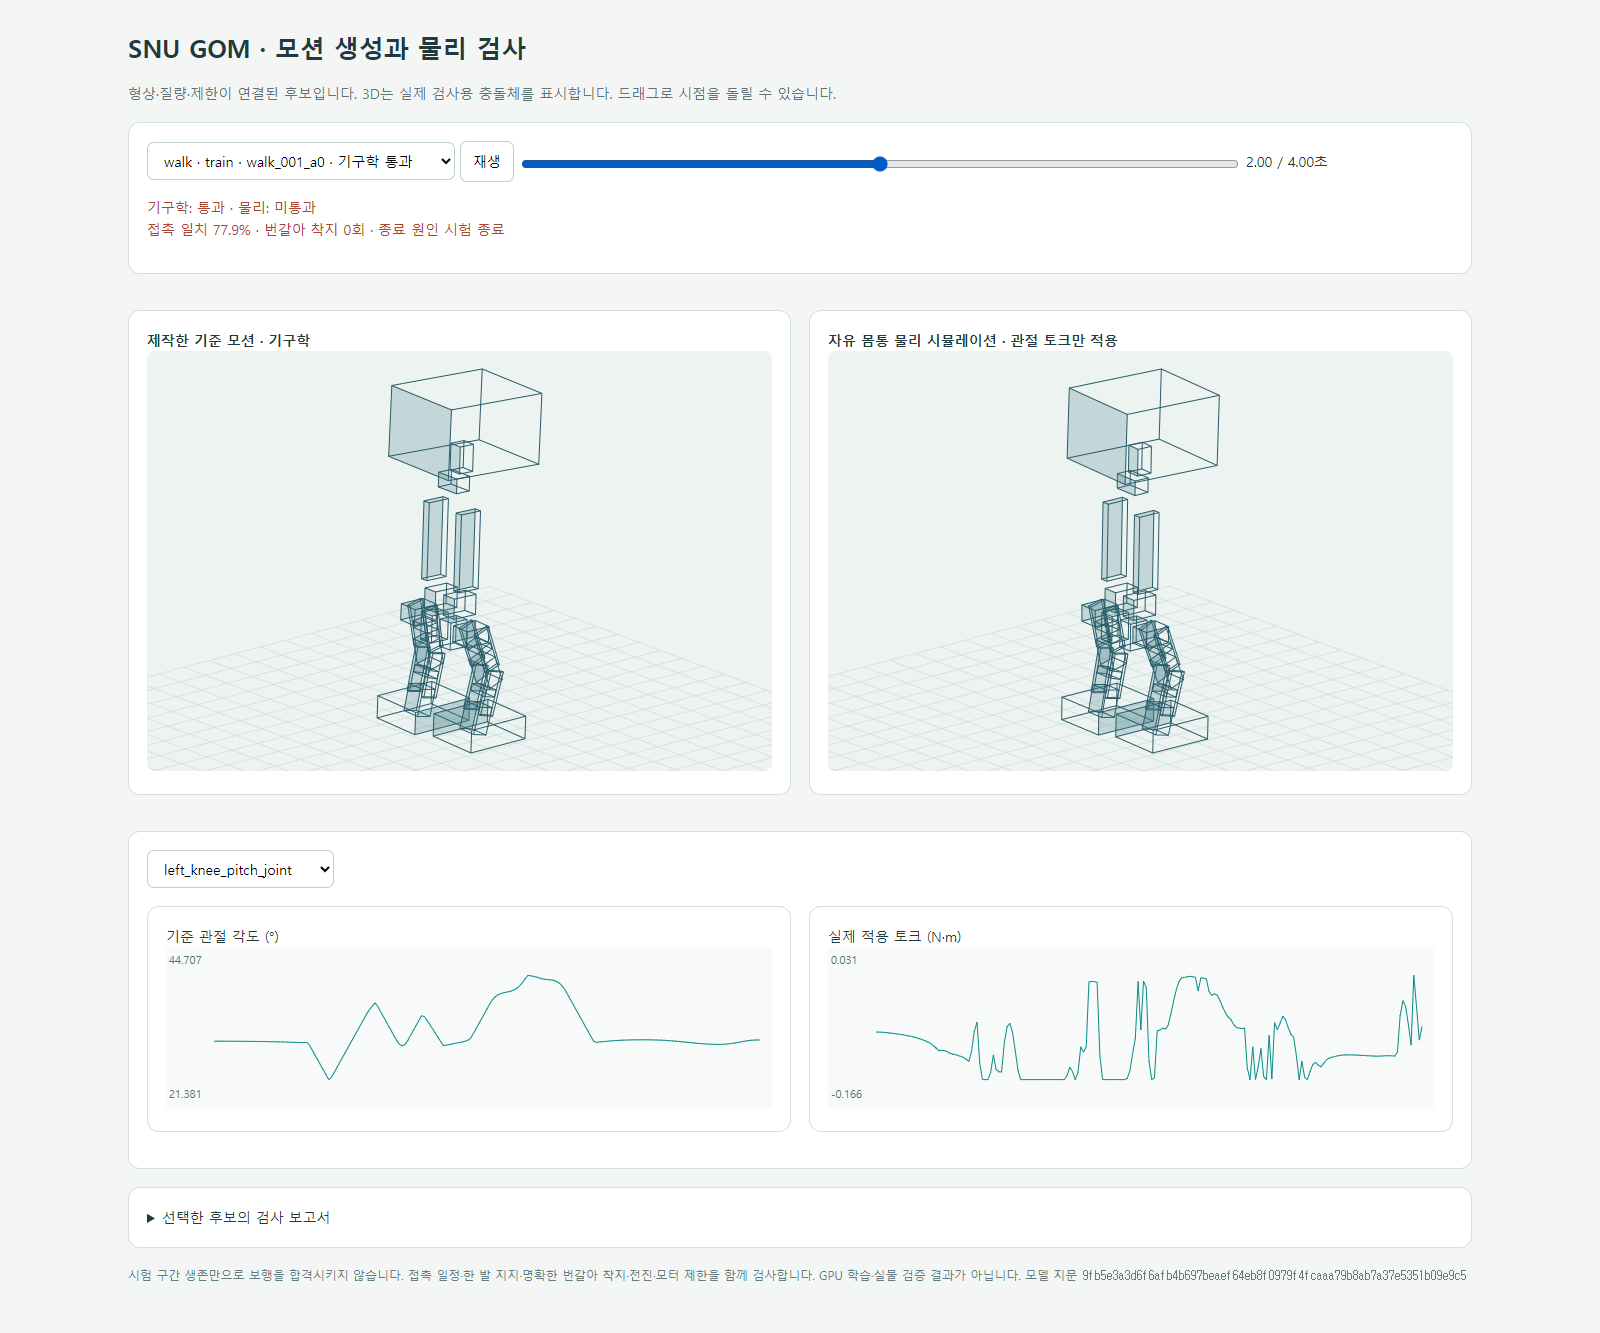 SNU GOM · 모션 생성과 물리 검사
형상·질량·제한이 연결된 후보입니다. 3D는 실제 검사용 충돌체를 표시합니다. 드래그로 시점을 돌릴 수 있습니다.
walk · train · walk_001_a0 · 기구학 통과
재생
2.00 / 4.00초
기구학: 통과 · 물리: 미통과
접촉 일치 77.9% · 번갈아 착지 0회 · 종료 원인 시험 종료
제작한 기준 모션 · 기구학
자유 몸통 물리 시뮬레이션 · 관절 토크만 적용
left_knee_pitch_joint
기준 관절 각도 (°)
44.707
21.381
실제 적용 토크 (N·m)
0.031
-0.166
▶ 선택한 후보의 검사 보고서
시험 구간 생존만으로 보행을 합격시키지 않습니다. 접촉 일정·한 발 지지·명확한 번갈아 착지·전진·모터 제한을 함께 검사합니다. GPU 학습·실물 검증 결과가 아닙니다. 모델 지문 9fb5e3a3d6f6afb4b697beaef64eb8f0979f4fcaaa79b8ab7a37e5351b09e9c5